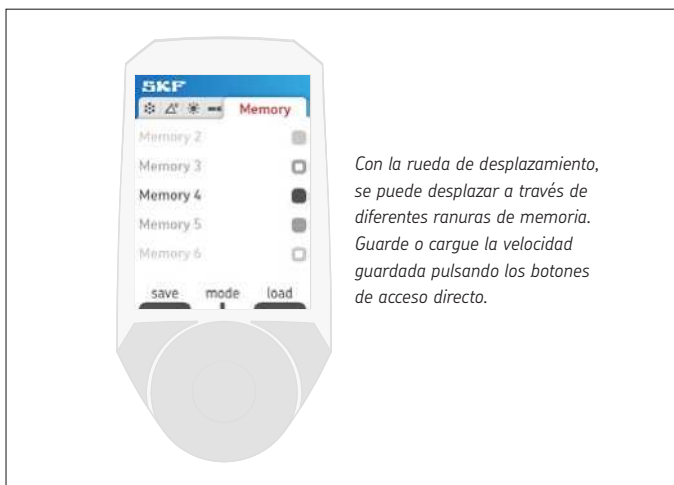 SKF
Memory
Memory 2
Memory 3
Memory 4
Memory 5
Memory 6
save mode load
Con la rueda de desplazamiento,
se puede desplazar a través de
diferentes ranuras de memoria.
Guarde o cargue la velocidad
guardada pulsando los botones
de acceso directo.